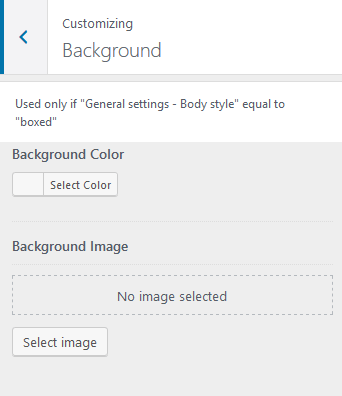 Customizing
Background
Used only if "General settings - Body style" equal to
"boxed"
Background Color
Select Color
Background Image
No image selected
Select image